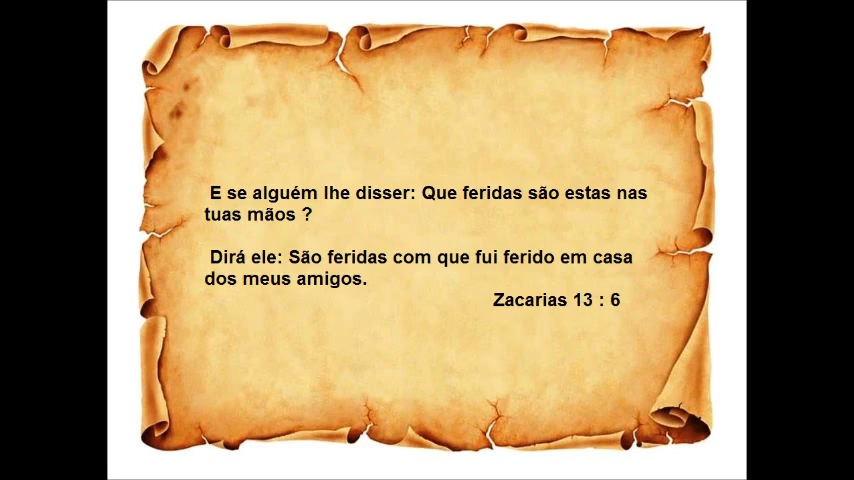 E se alguém lhe disser: Que feridas são estas nas
tuas mãos ?
Dirá ele: São feridas com que fui ferido em casa
dos meus amigos.
Zacarias 13 : 6